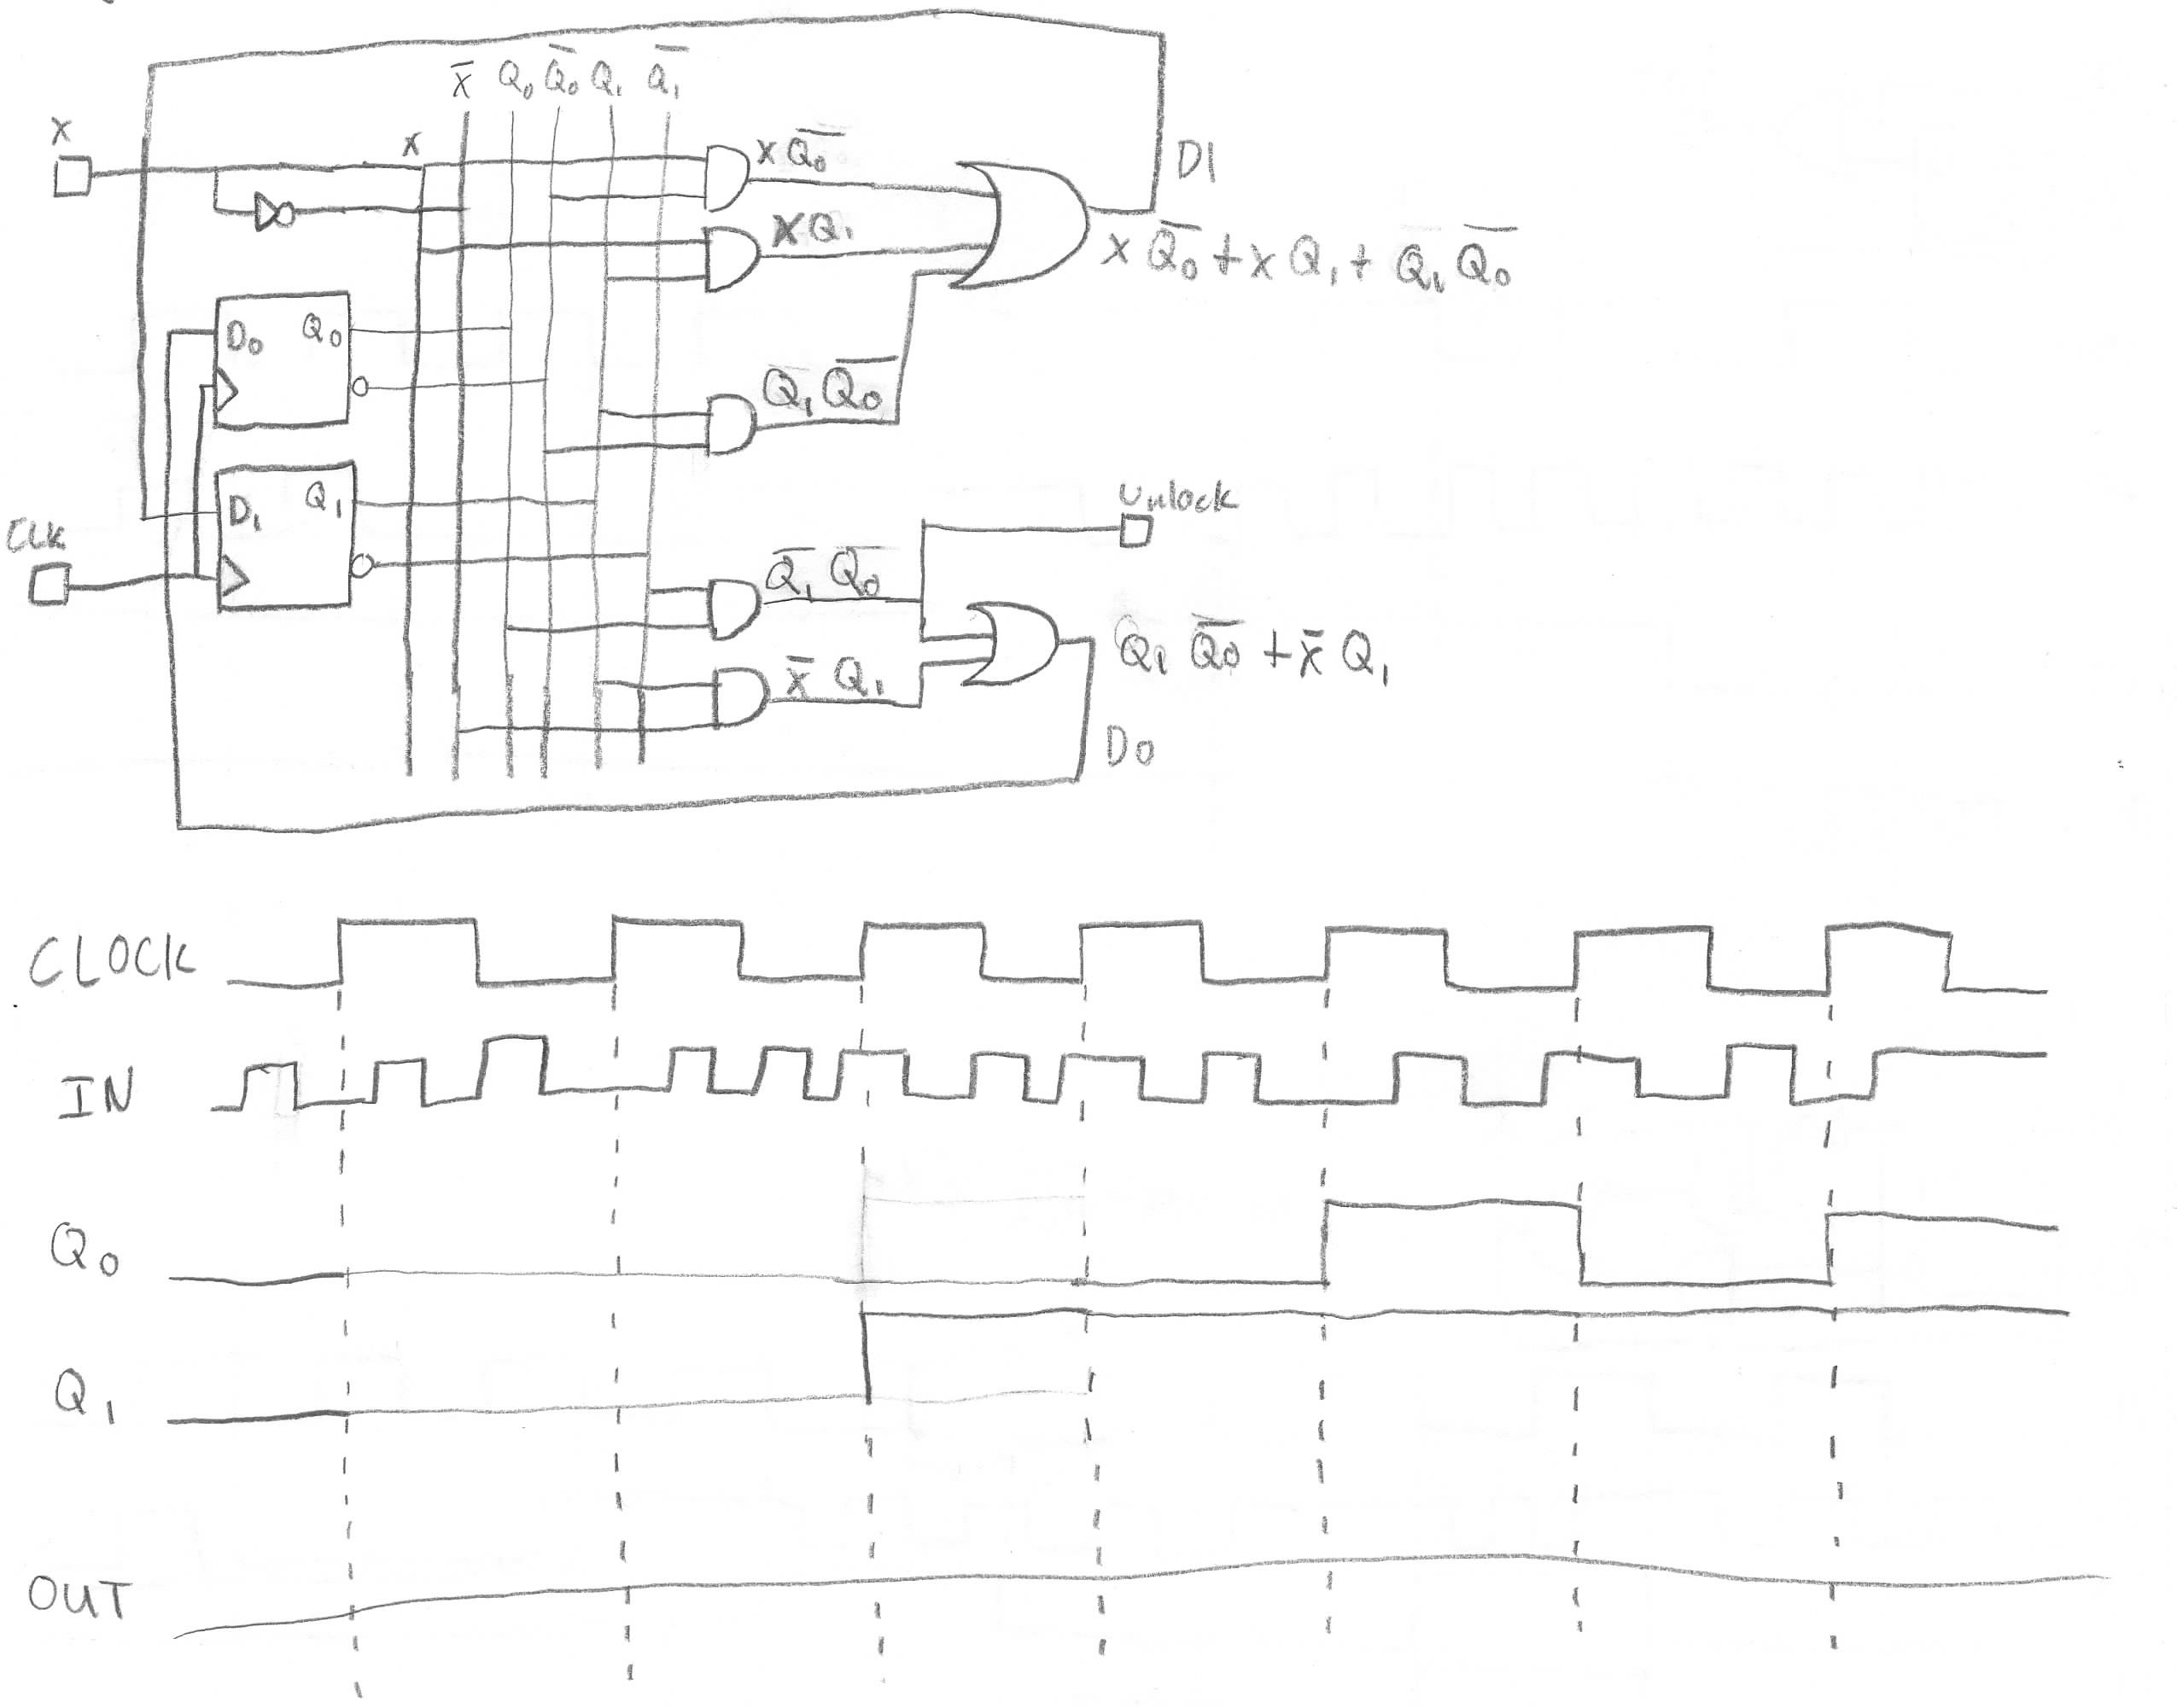 X̅ Q₀ Q̅₀ Q₁ Q̅₁
X
X
XQ̅₀
D1
XQ₁
XQ̅₀ + XQ₁ + Q₁Q̅₀
D₀ Q₀
Q₁Q̅₀
D₁ Q₁
Unlock
CLK
Q̅₁ Q̅₀
Q₁ Q̅₀ + X̅ Q₁
X̅ Q₁
D0
CLOCK
IN
Q₀
Q₁
OUT